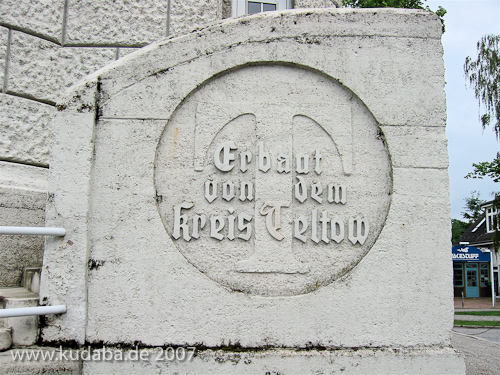 Erbaut
von dem
Kreis Teltow
www.kudaba.de 2007